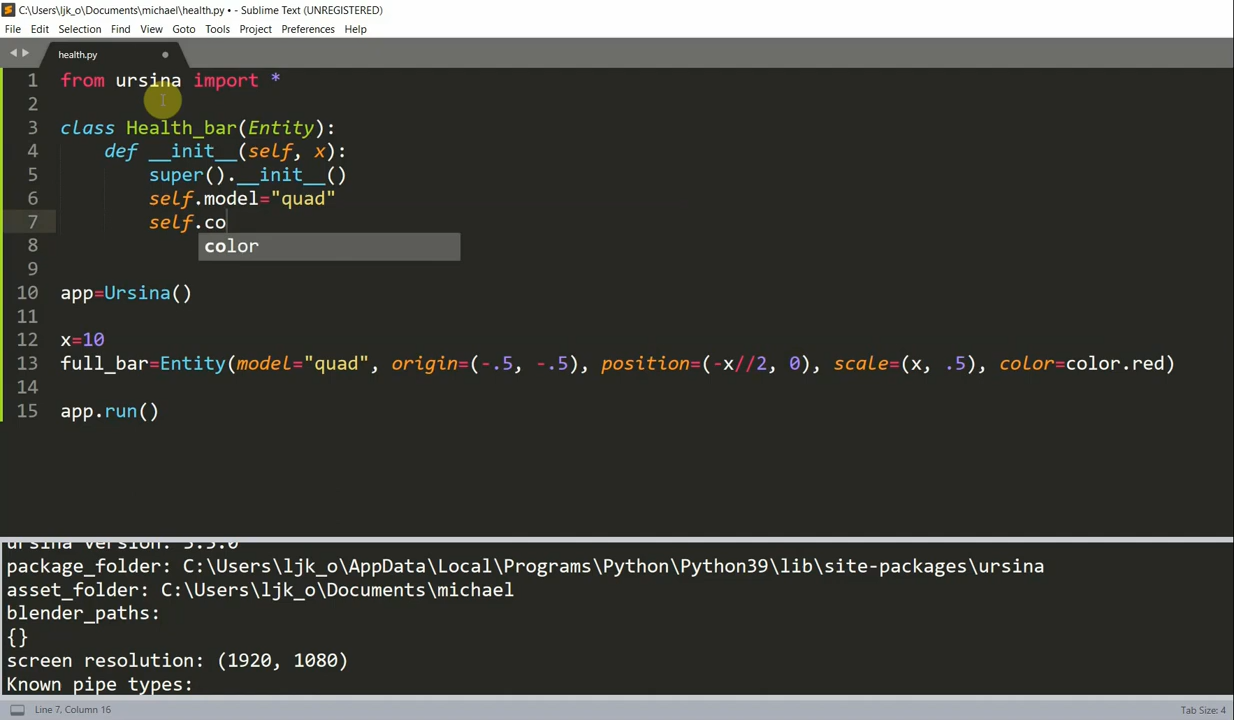 C:\Users\ljk_o\Documents\michael\health.py • - Sublime Text (UNREGISTERED)
File Edit Selection Find View Goto Tools Project Preferences Help
health.py
1 from ursina import *
2
3 class Health_bar(Entity):
4 def __init__(self, x):
5 super().__init__()
6 self.model="quad"
7 self.co
8 color
9
10 app=Ursina()
11
12 x=10
13 full_bar=Entity(model="quad", origin=(-.5, -.5), position=(-x//2, 0), scale=(x, .5), color=color.red)
14
15 app.run()
ursina version: 3.3.0
package_folder: C:\Users\ljk_o\AppData\Local\Programs\Python\Python39\lib\site-packages\ursina
asset_folder: C:\Users\ljk_o\Documents\michael
blender_paths:
{}
screen resolution: (1920, 1080)
Known pipe types:
Line 7, Column 16 Tab Size: 4